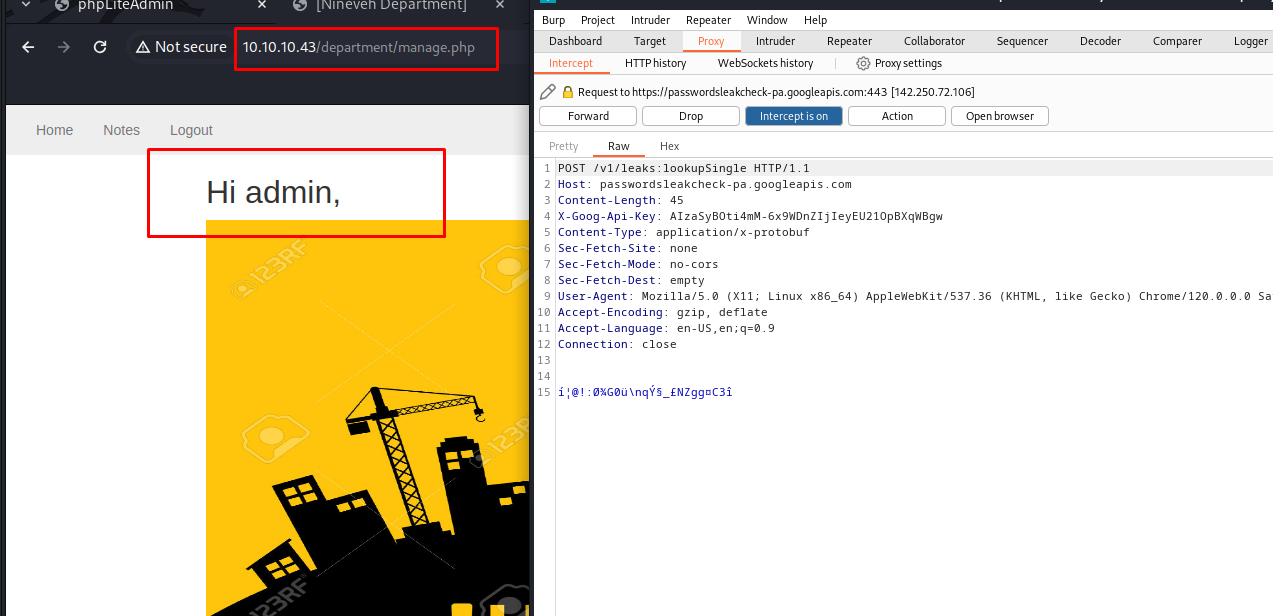 phpLiteAdmin
[Nineveh Department]
Not secure
10.10.10.43/department/manage.php
Home Notes Logout
Hi admin,
123RF
123RF
123RF
Burp Project Intruder Repeater Window Help
Dashboard Target Proxy Intruder Repeater Collaborator Sequencer Decoder Comparer Logger
Intercept HTTP history WebSockets history Proxy settings
Request to https://passwordsleakcheck-pa.googleapis.com:443 [142.250.72.106]
Forward Drop Intercept is on Action Open browser
Pretty Raw Hex
1 POST /v1/leaks:lookupSingle HTTP/1.1
2 Host: passwordsleakcheck-pa.googleapis.com
3 Content-Length: 45
4 X-Goog-Api-Key: AIzaSyBOti4mM-6x9WDnZIjIeyEU21OpBXqWBgw
5 Content-Type: application/x-protobuf
6 Sec-Fetch-Site: none
7 Sec-Fetch-Mode: no-cors
8 Sec-Fetch-Dest: empty
9 User-Agent: Mozilla/5.0 (X11; Linux x86_64) AppleWebKit/537.36 (KHTML, like Gecko) Chrome/120.0.0.0 Sa
10 Accept-Encoding: gzip, deflate
11 Accept-Language: en-US,en;q=0.9
12 Connection: close
13
14
15 í¦@!:Ø¾G0ü\nqÝ§_£NZgg¤C3î